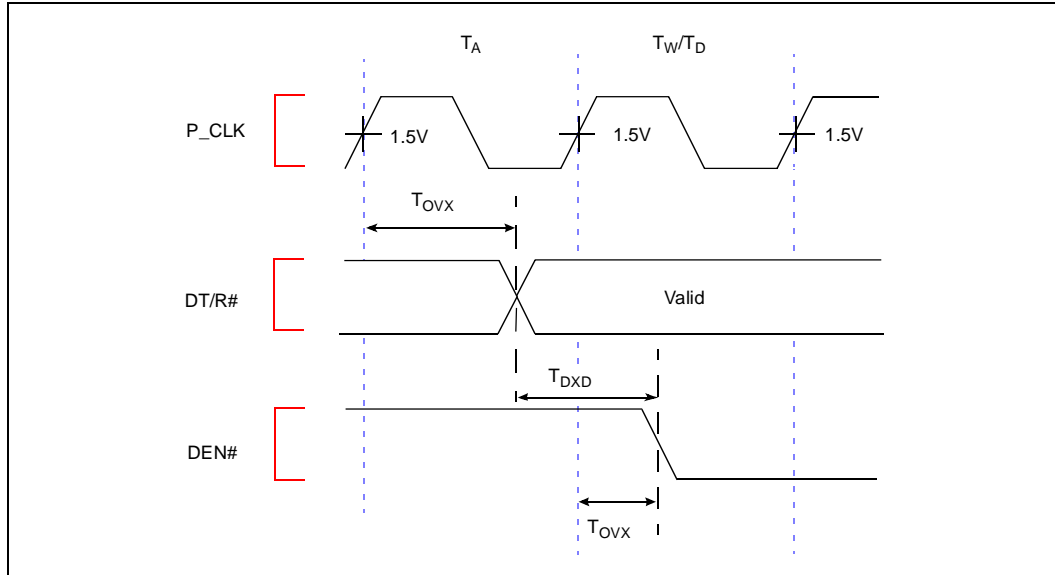 TA
TW/TD
P_CLK
1.5V
1.5V
1.5V
TOVX
DT/R#
Valid
TDXD
DEN#
TOVX